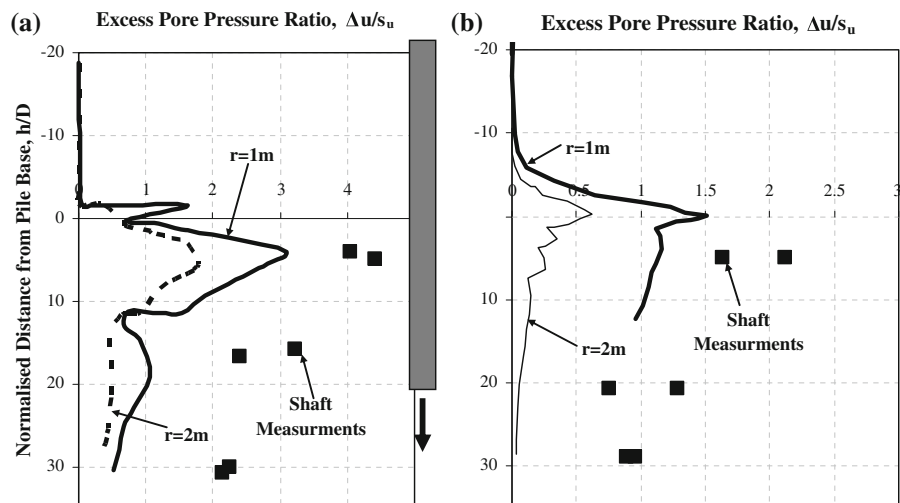 (a) Excess Pore Pressure Ratio, Δu/su
-20
-10
0
10
20
30
0 1 2 3 4
Normalised Distance from Pile Base, h/D
r=1m
r=2m
Shaft
Measurments
(b) Excess Pore Pressure Ratio, Δu/su
-20
-10
0 0.5 1 1.5 2 2.5 3
10
20
30
r=1m
r=2m
Shaft
Measurments